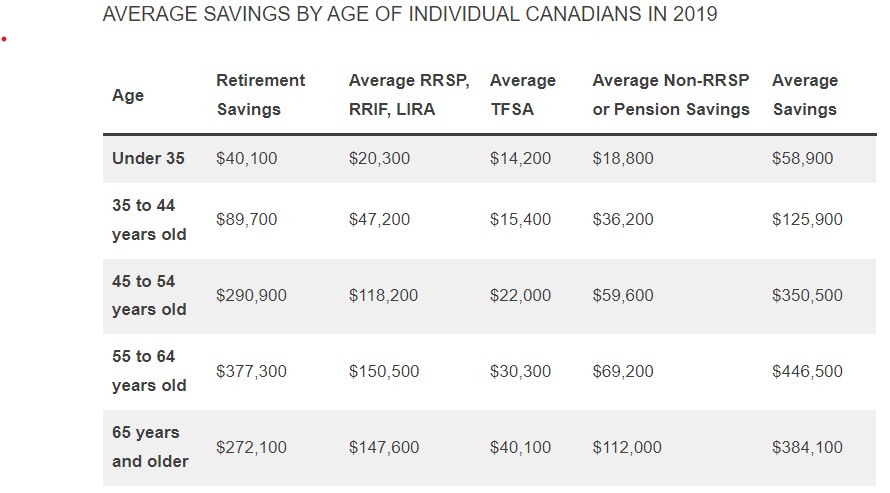 AVERAGE SAVINGS BY AGE OF INDIVIDUAL CANADIANS IN 2019
Age Retirement Savings Average RRSP, RRIF, LIRA Average TFSA Average Non-RRSP or Pension Savings Average Savings
Under 35 $40,100 $20,300 $14,200 $18,800 $58,900
35 to 44 years old $89,700 $47,200 $15,400 $36,200 $125,900
45 to 54 years old $290,900 $118,200 $22,000 $59,600 $350,500
55 to 64 years old $377,300 $150,500 $30,300 $69,200 $446,500
65 years and older $272,100 $147,600 $40,100 $112,000 $384,100